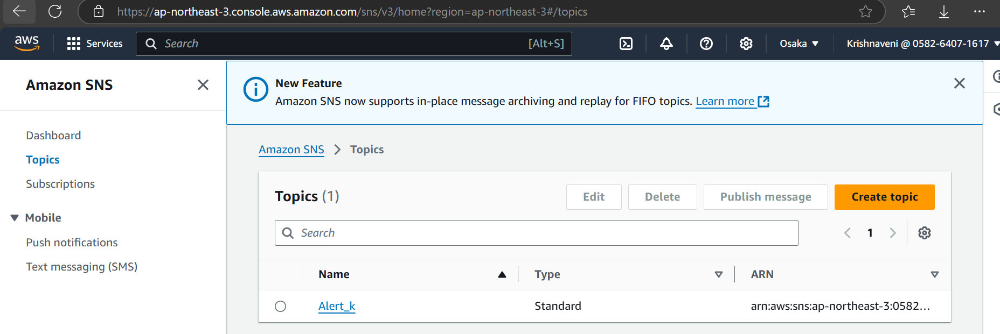 https://ap-northeast-3.console.aws.amazon.com/sns/v3/home?region=ap-northeast-3#/topics
aws Services Search [Alt+S] Osaka Krishnaveni @ 0582-6407-1617
Amazon SNS
Dashboard
Topics
Subscriptions
Mobile
Push notifications
Text messaging (SMS)
New Feature
Amazon SNS now supports in-place message archiving and replay for FIFO topics. Learn more
Amazon SNS > Topics
Topics (1) Edit Delete Publish message Create topic
Search 1
Name Type ARN
Alert_k Standard arn:aws:sns:ap-northeast-3:0582...